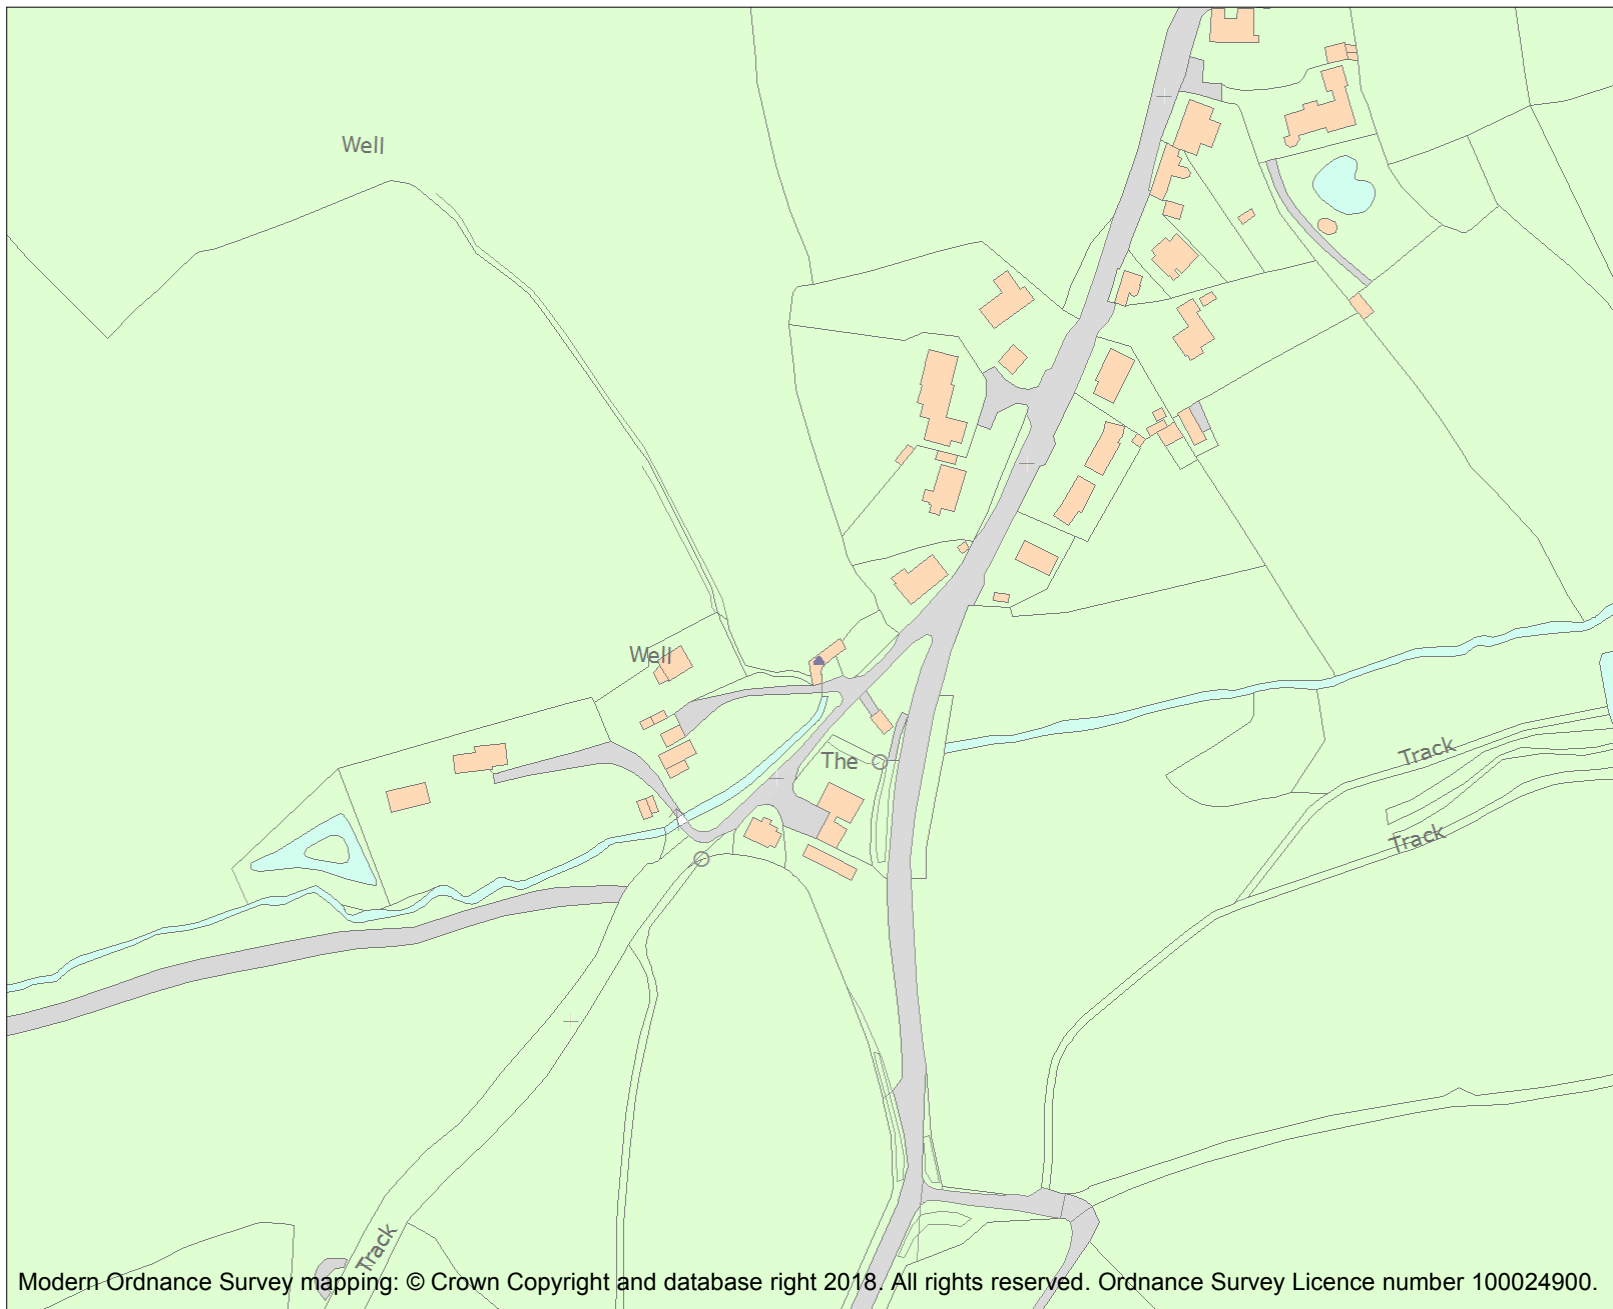 Well
Well
The
Track
Track
Track
Modern Ordnance Survey mapping: © Crown Copyright and database right 2018. All rights reserved. Ordnance Survey Licence number 100024900.